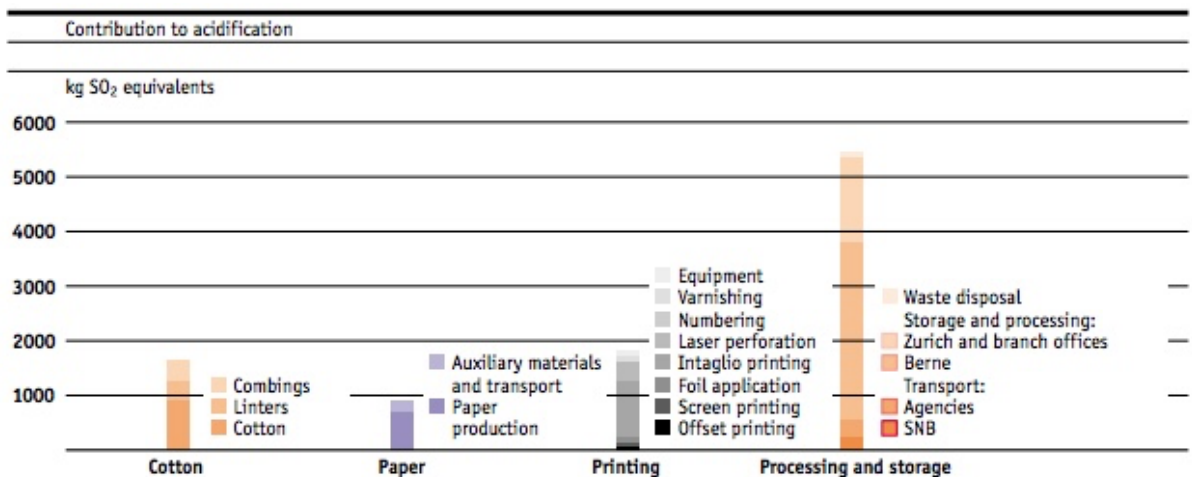 Contribution to acidification
kg SO₂ equivalents
6000
5000
4000
3000
2000
1000
Combings
Linters
Cotton
Auxiliary materials
and transport
Paper
production
Equipment
Varnishing
Numbering
Laser perforation
Intaglio printing
Foil application
Screen printing
Offset printing
Waste disposal
Storage and processing:
Zurich and branch offices
Berne
Transport:
Agencies
SNB
Cotton
Paper
Printing
Processing and storage